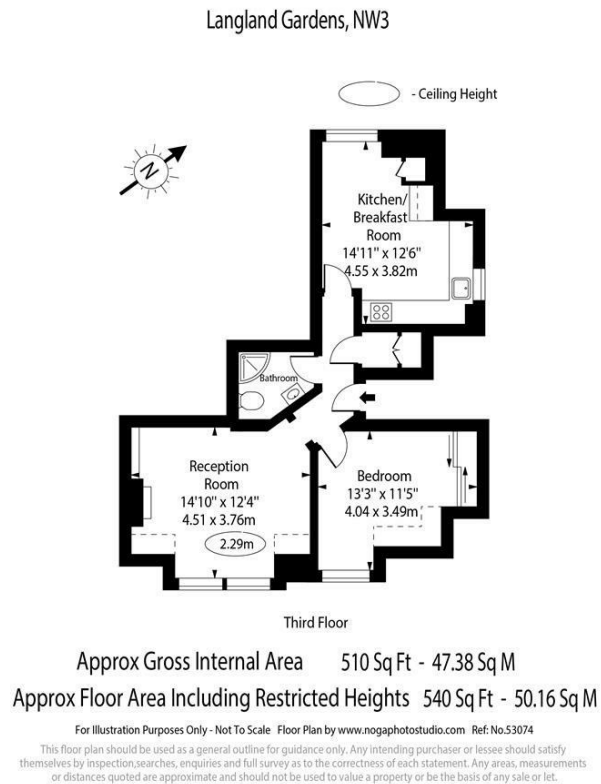 Langland Gardens, NW3
- Ceiling Height
N
Kitchen/
Breakfast
Room
14'11" x 12'6"
4.55 x 3.82m
Bathroom
Reception
Room
14'10" x 12'4"
4.51 x 3.76m
2.29m
Bedroom
13'3" x 11'5"
4.04 x 3.49m
Third Floor
Approx Gross Internal Area 510 Sq Ft - 47.38 Sq M
Approx Floor Area Including Restricted Heights 540 Sq Ft - 50.16 Sq M
For Illustration Purposes Only - Not To Scale Floor Plan by www.nogaphotostudio.com Ref: No.53074
This floor plan should be used as a general outline for guidance only. Any intending purchaser or lessee should satisfy
themselves by inspection,searches, enquiries and full survey as to the correctness of each statement. Any areas, measurements
or distances quoted are approximate and should not be used to value a property or be the basis of any sale or let.